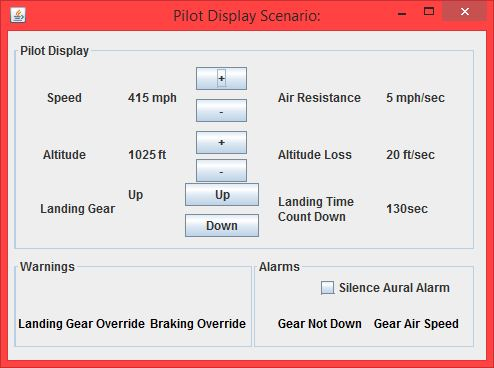 Pilot Display Scenario:
Pilot Display
+
Speed 415 mph Air Resistance 5 mph/sec
-
+
Altitude 1025 ft Altitude Loss 20 ft/sec
-
Up Up
Landing Gear Landing Time Count Down 130sec
Down
Warnings Alarms
Silence Aural Alarm
Landing Gear Override Braking Override Gear Not Down Gear Air Speed